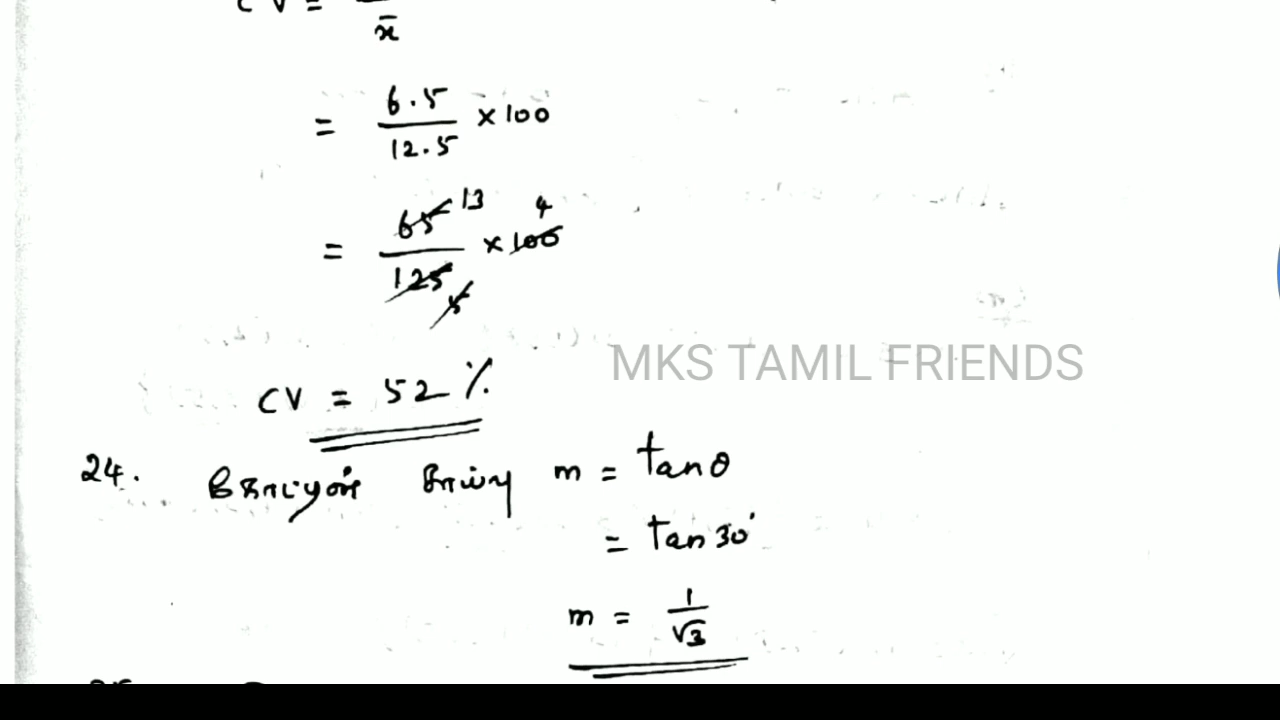 CV =
x̄
= 6.5/12.5 × 100
= 65/125 × 100 13 4 5
MKS TAMIL FRIENDS
CV = 52 %
24. கோட்டின் சாய்வு m = tan θ
= tan 30°
m = 1/√3